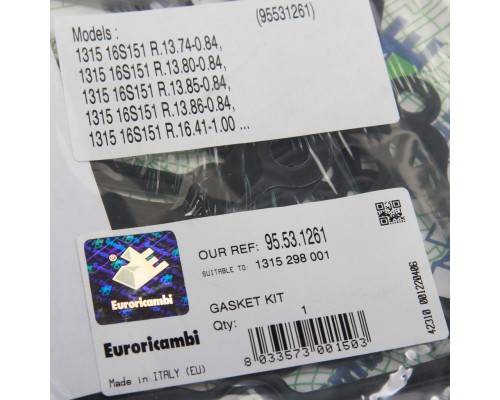 Models :
(95531261)
1315 16S151 R.13.74-0.84,
1315 16S151 R.13.80-0.84,
1315 16S151 R.13.85-0.84,
1315 16S151 R.13.86-0.84,
1315 16S151 R.16.41-1.00 ...
OUR REF: 95.53.1261
SUITABLE TO: 1315 298 001
GASKET KIT
Qty: 1
8 033573 001503
42310 001220406
®
Euroricambi
Euroricambi
Made in ITALY (EU)